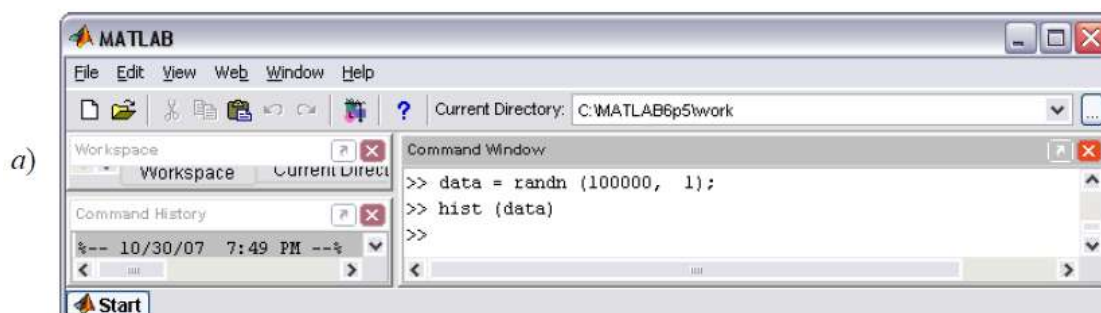 MATLAB
File Edit View Web Window Help
? Current Directory: C:\MATLAB6p5\work ...
a)
Workspace
Workspace Current Direct
Command History
%-- 10/30/07 7:49 PM --%
Command Window
>> data = randn (100000, 1);
>> hist (data)
>>
Start